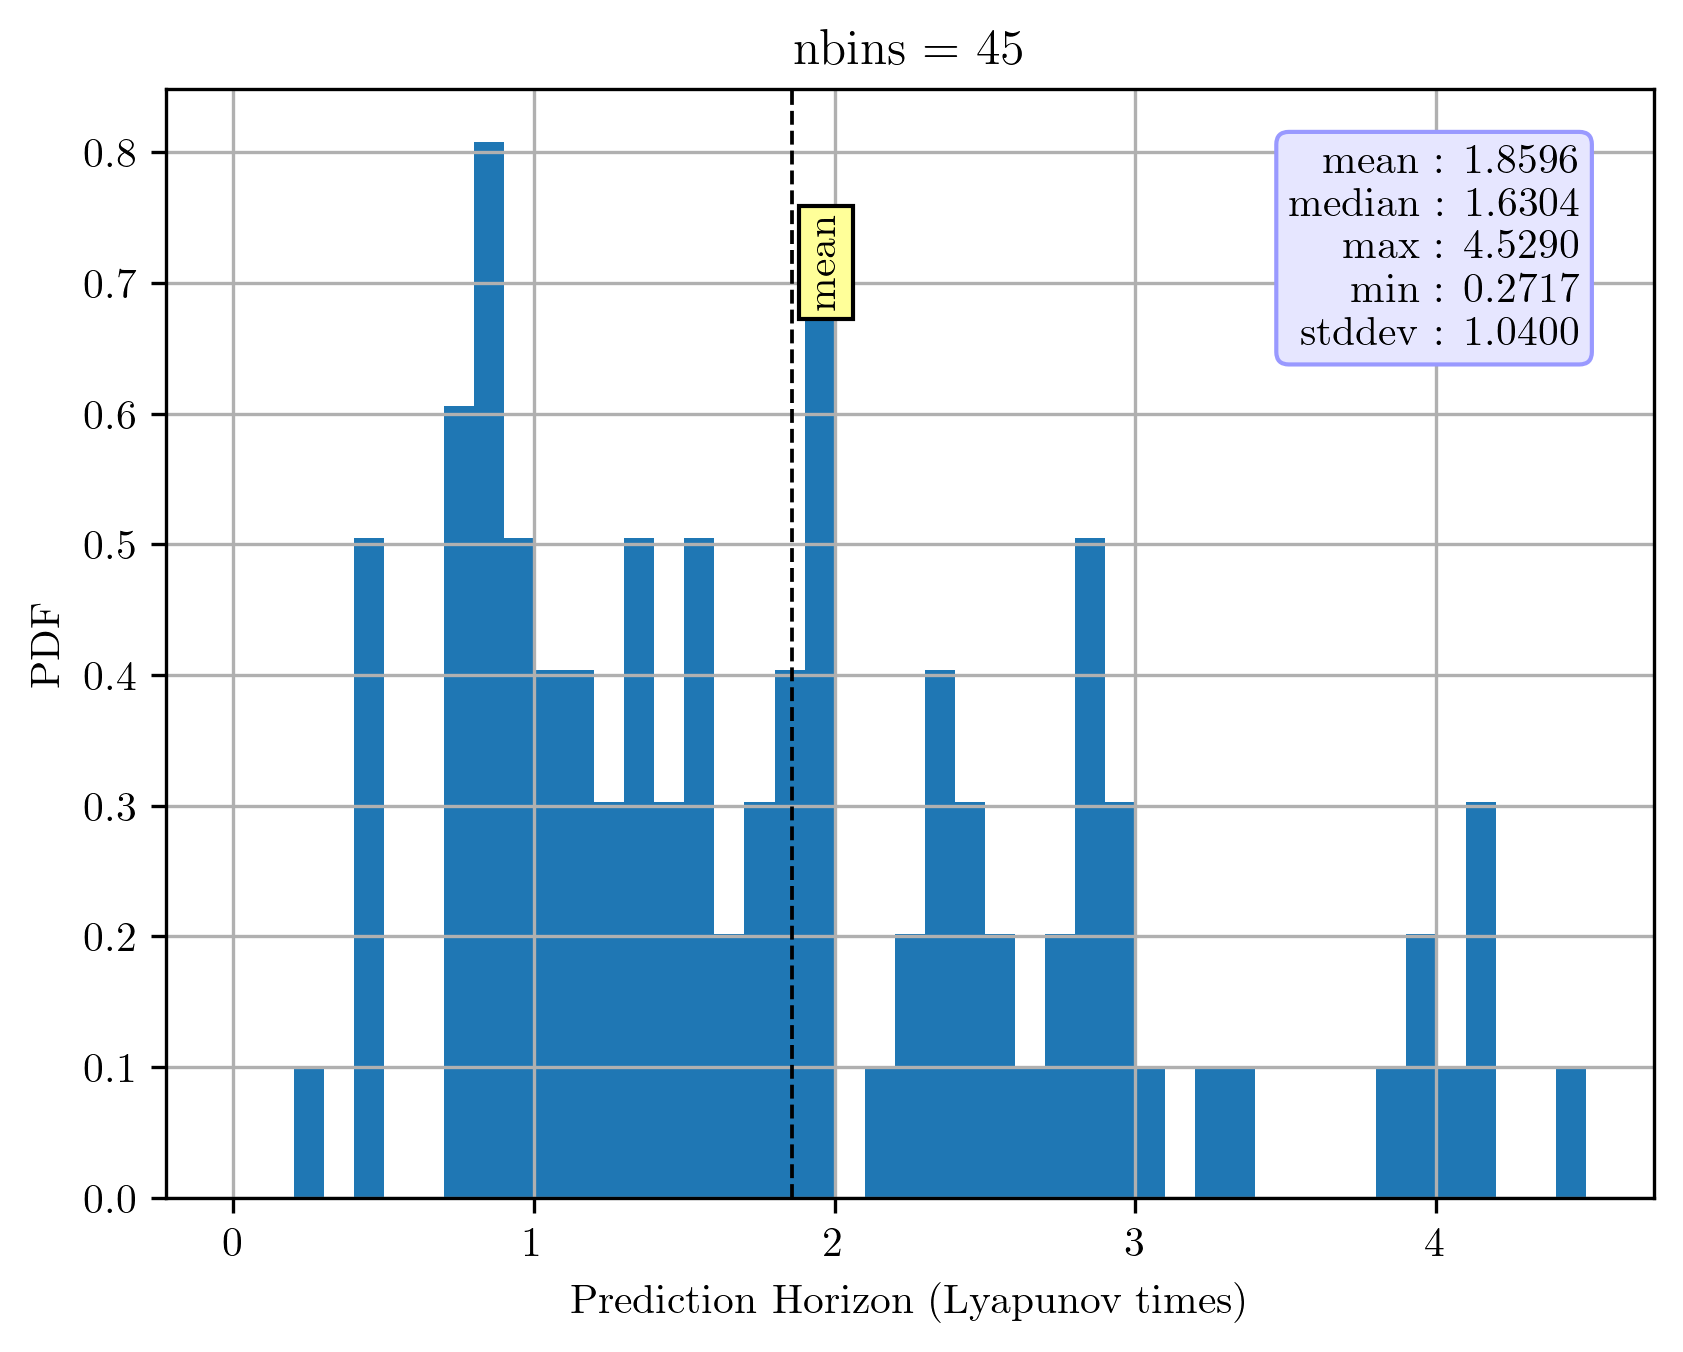 nbins = 45
mean : 1.8596
median : 1.6304
max : 4.5290
min : 0.2717
stddev : 1.0400
mean
0.8
0.7
0.6
0.5
0.4
0.3
0.2
0.1
0.0
PDF
0 1 2 3 4
Prediction Horizon (Lyapunov times)